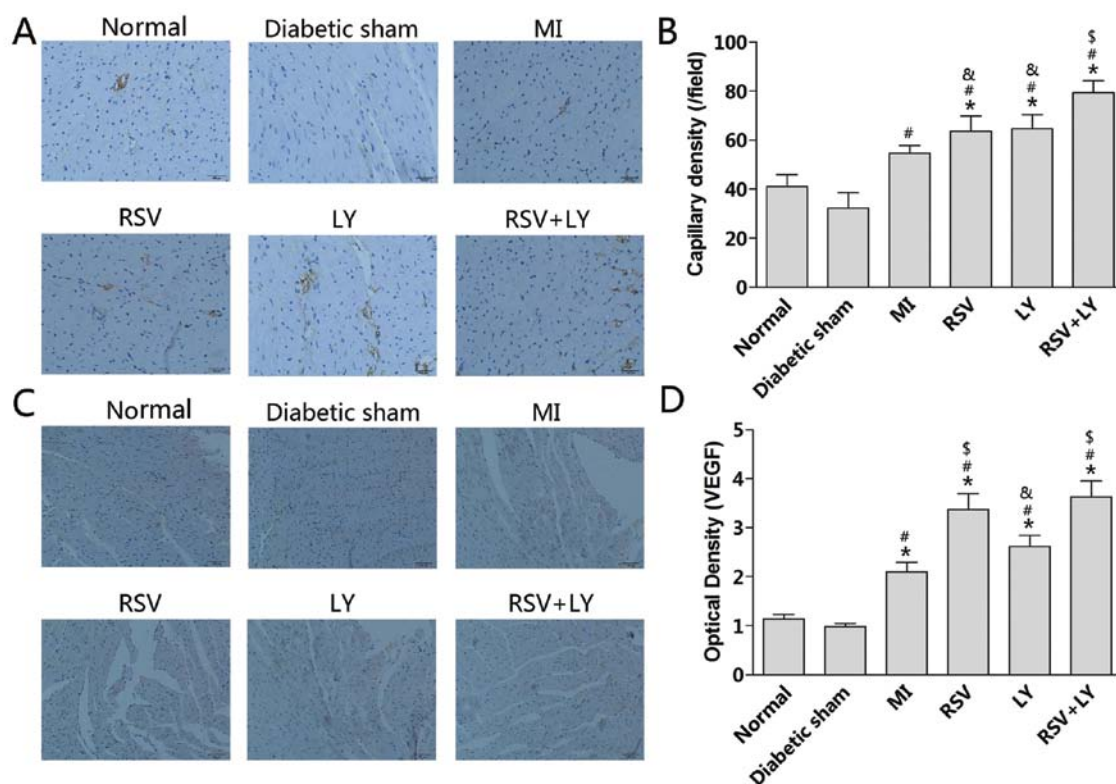 A
Normal
Diabetic sham
MI
RSV
LY
RSV+LY
B
Capillary density (/field)
100
80
60
40
20
0
#
&
#
*
&
#
*
$
#
*
Normal
Diabetic sham
MI
RSV
LY
RSV+LY
C
Normal
Diabetic sham
MI
RSV
LY
RSV+LY
D
Optical Density (VEGF)
5
4
3
2
1
0
#
*
$
#
*
&
#
*
$
#
*
Normal
Diabetic sham
MI
RSV
LY
RSV+LY